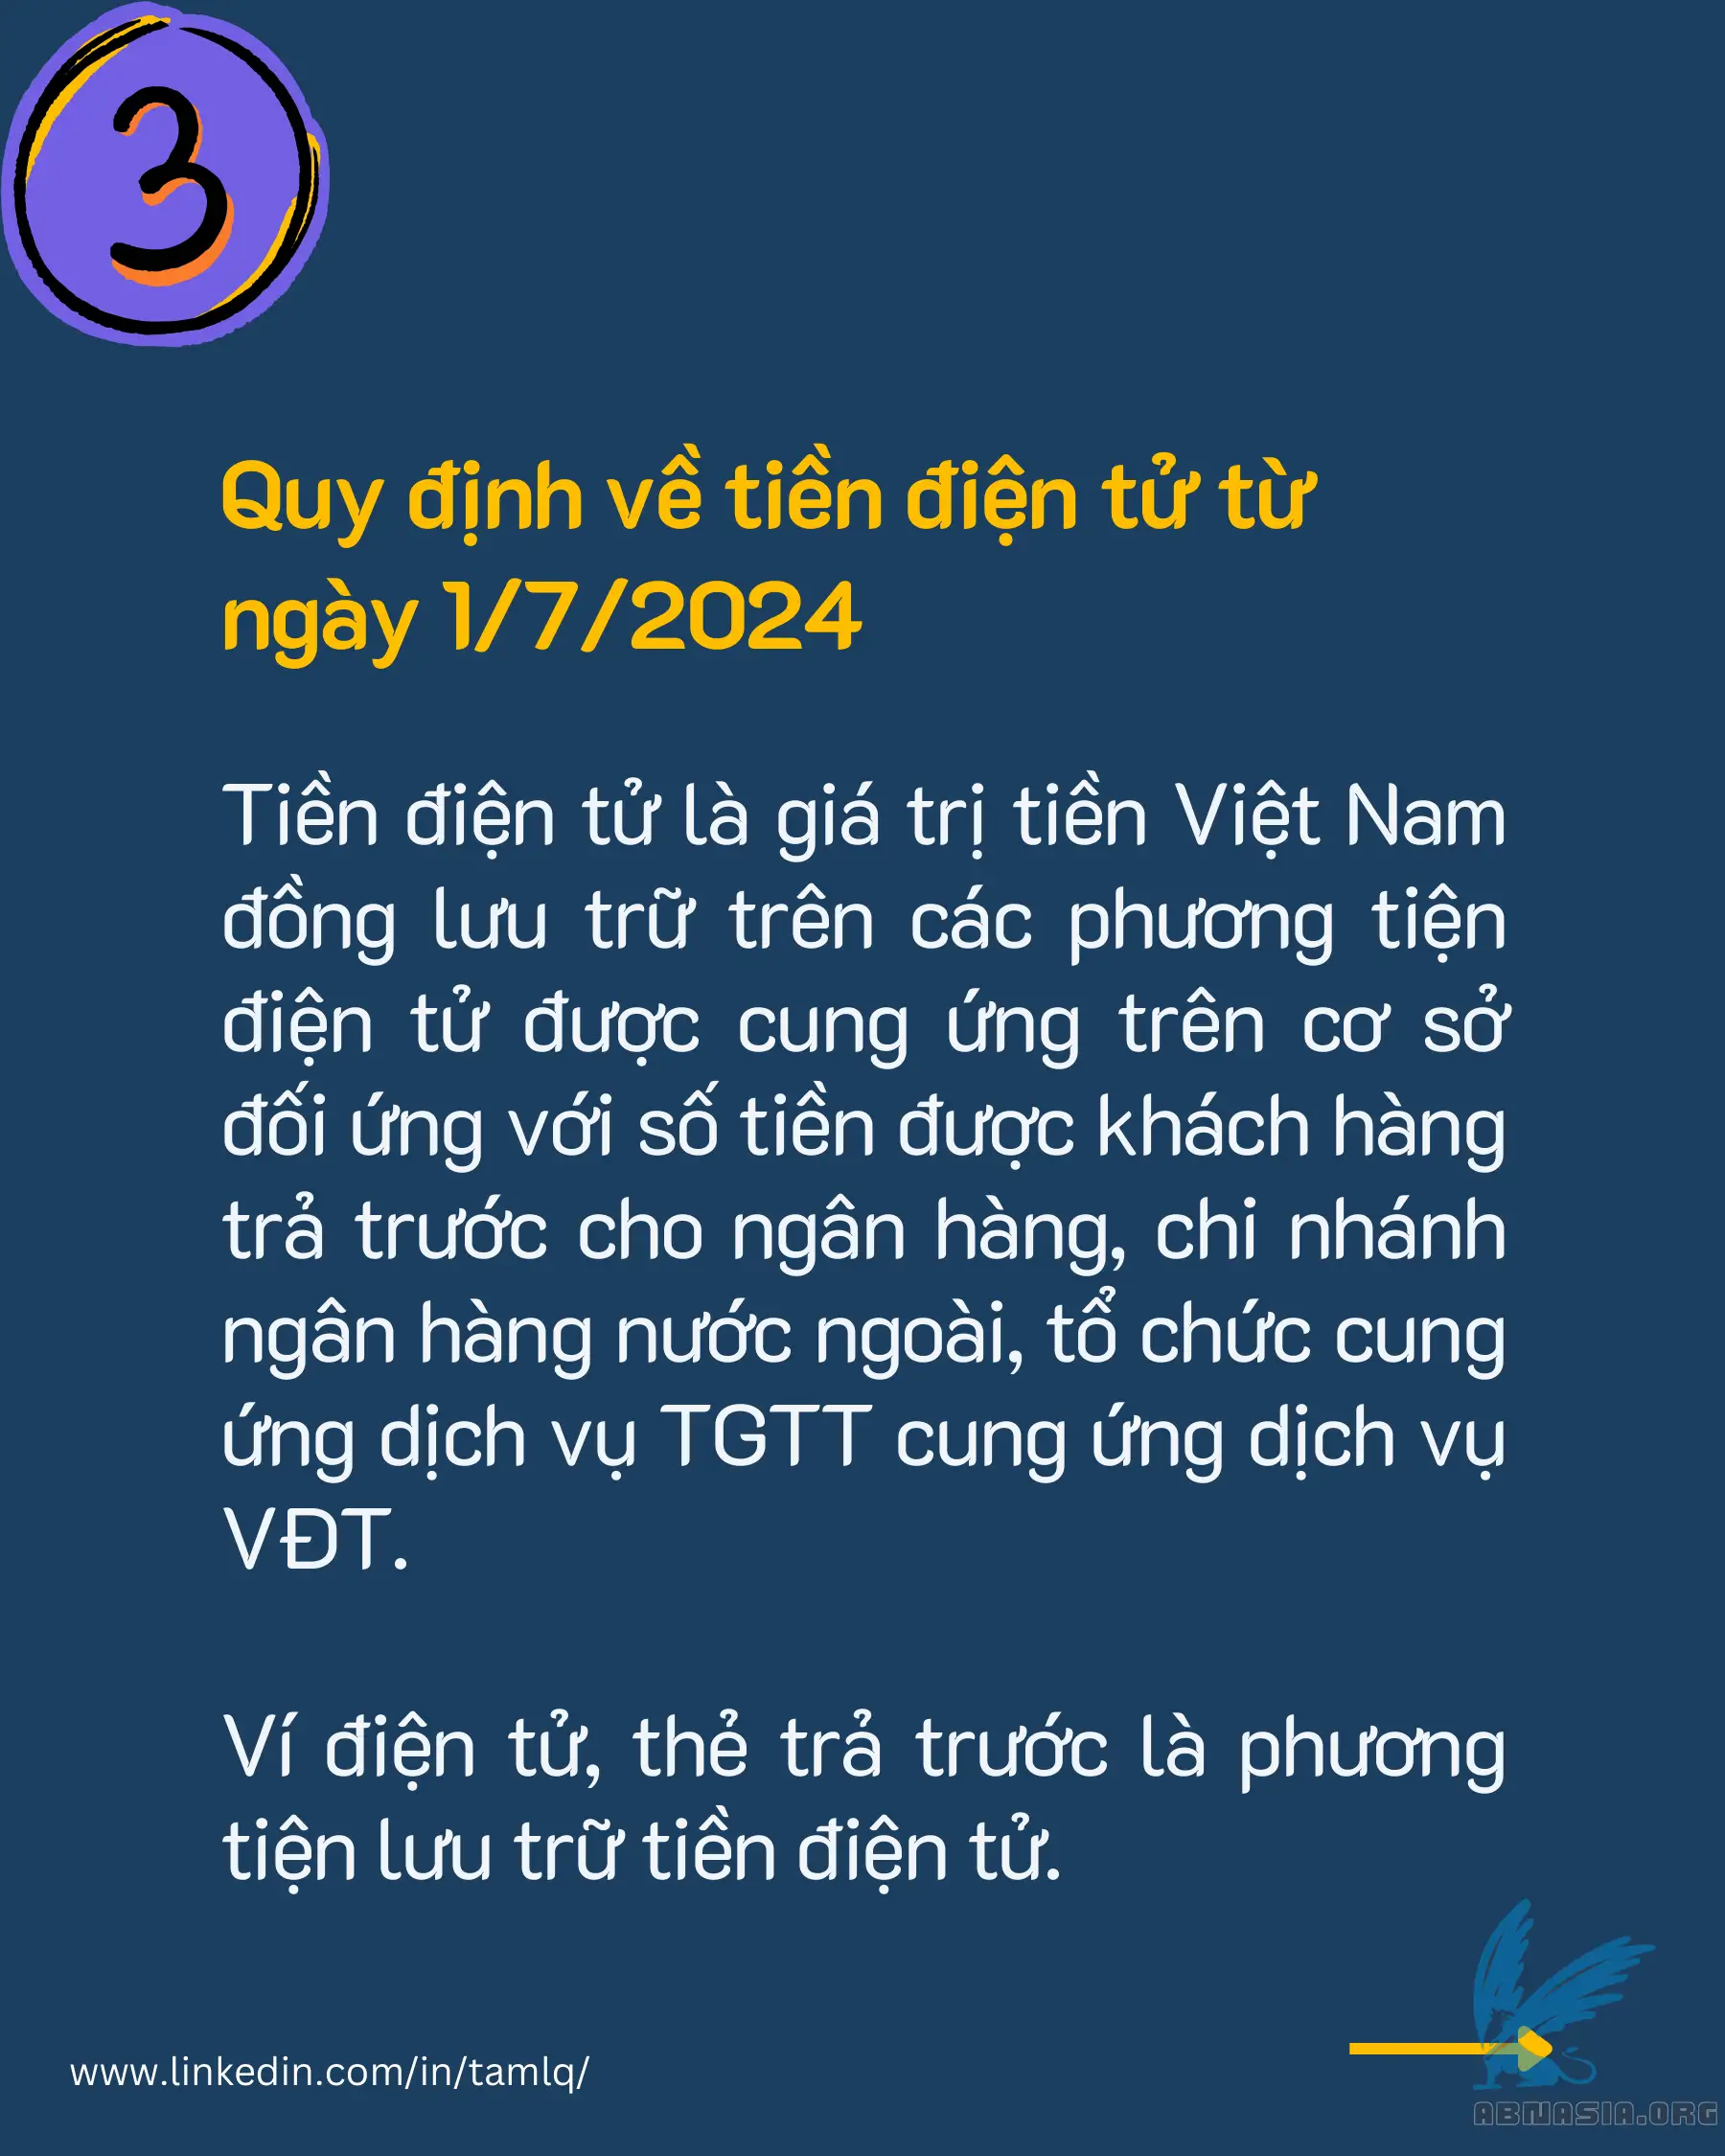 3
Quy định về tiền điện tử từ
ngày 1/7/2024
Tiền điện tử là giá trị tiền Việt Nam
đồng lưu trữ trên các phương tiện
điện tử được cung ứng trên cơ sở
đối ứng với số tiền được khách hàng
trả trước cho ngân hàng, chi nhánh
ngân hàng nước ngoài, tổ chức cung
ứng dịch vụ TGTT cung ứng dịch vụ
VĐT.
Ví điện tử, thẻ trả trước là phương
tiện lưu trữ tiền điện tử.
www.linkedin.com/in/tamlq/
ABNASIA.ORG